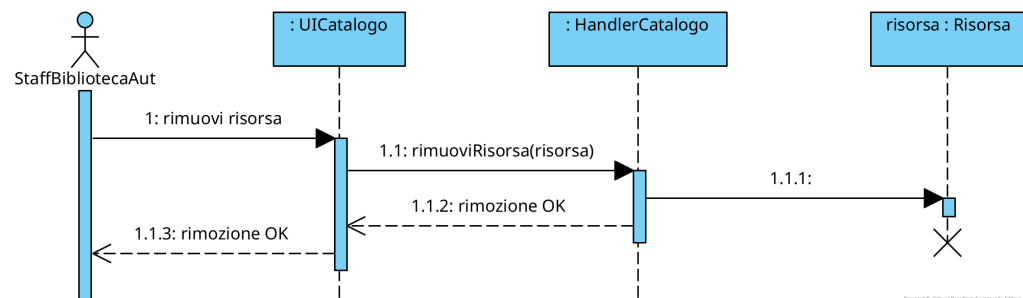 : UICatalogo
: HandlerCatalogo
risorsa : Risorsa
StaffBibliotecaAut
1: rimuovi risorsa
1.1: rimuoviRisorsa(risorsa)
1.1.1:
1.1.2: rimozione OK
1.1.3: rimozione OK